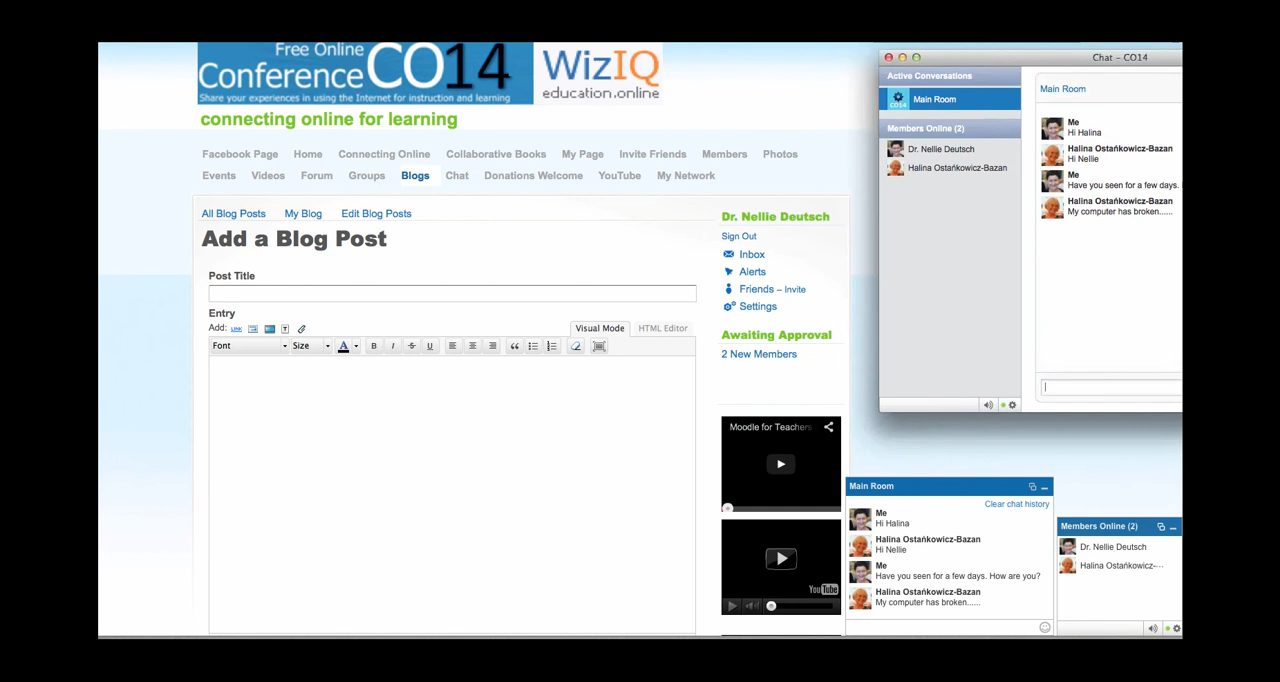 Free Online
Conference CO14
Share your experiences in using the Internet for instruction and learning
WizIQ
education.online
connecting online for learning
Facebook Page Home Connecting Online Collaborative Books My Page Invite Friends Members Photos
Events Videos Forum Groups Blogs Chat Donations Welcome YouTube My Network
All Blog Posts My Blog Edit Blog Posts
Add a Blog Post
Post Title
Entry
Add: LINK T
Visual Mode HTML Editor
Font Size A B I S U
Dr. Nellie Deutsch
Sign Out
Inbox
Alerts
Friends – Invite
Settings
Awaiting Approval
2 New Members
Moodle for Teachers
YouTube
Chat – CO14
Active Conversations
CO14 Main Room
Members Online (2)
Dr. Nellie Deutsch
Halina Ostańkowicz-Bazan
Main Room
Me
Hi Halina
Halina Ostańkowicz-Bazan
Hi Nellie
Me
Have you seen for a few days.
Halina Ostańkowicz-Bazan
My computer has broken......
Main Room
Clear chat history
Me
Hi Halina
Halina Ostańkowicz-Bazan
Hi Nellie
Me
Have you seen for a few days. How are you?
Halina Ostańkowicz-Bazan
My computer has broken......
Members Online (2)
Dr. Nellie Deutsch
Halina Ostańkowicz-···